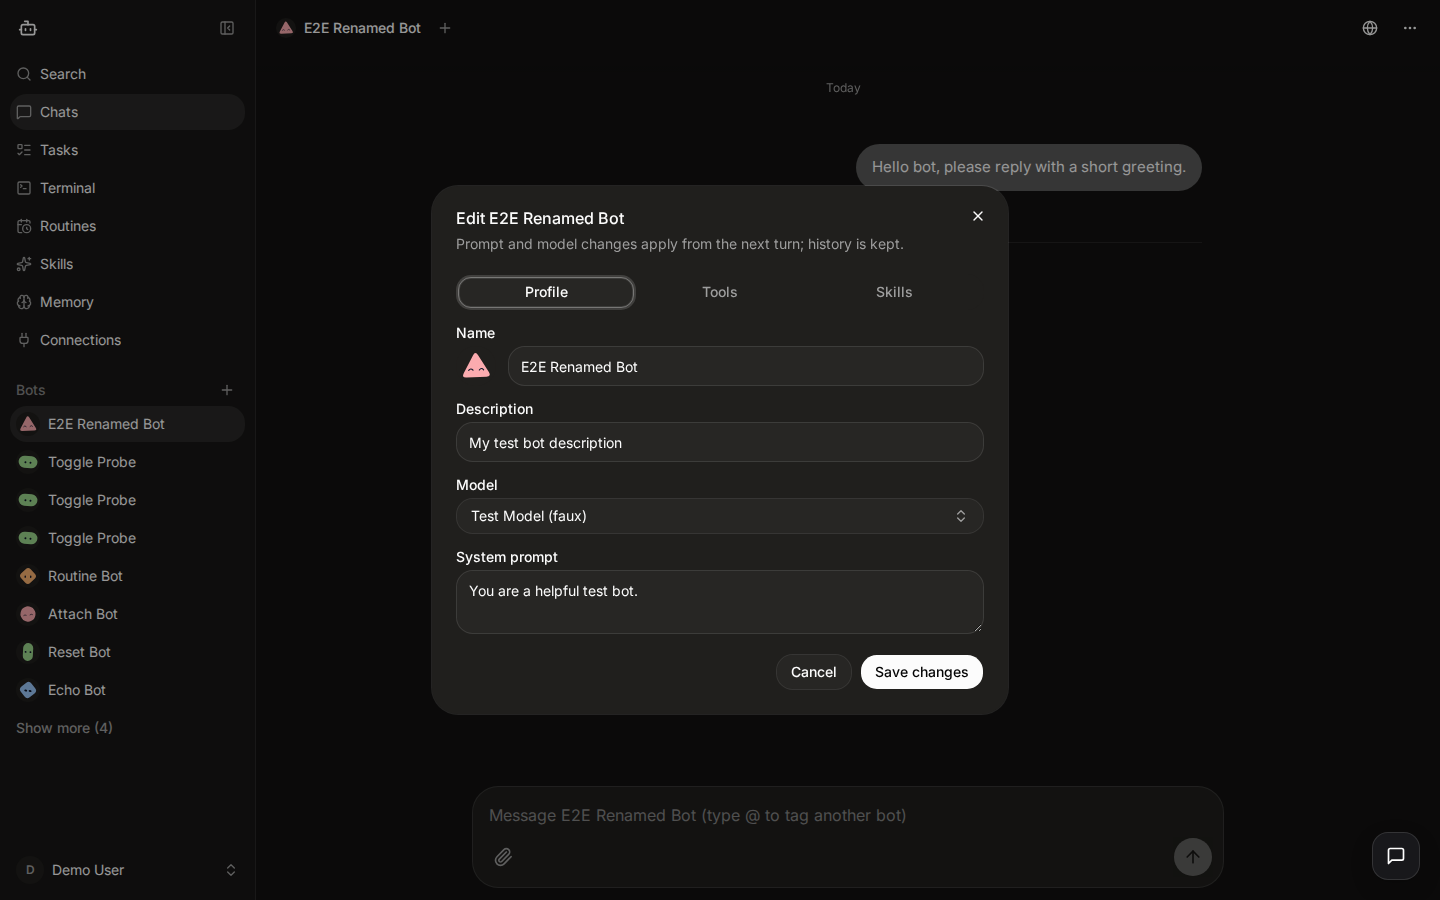 E2E Renamed Bot
Search
Chats
Tasks
Terminal
Routines
Skills
Memory
Connections
Bots
E2E Renamed Bot
Toggle Probe
Toggle Probe
Toggle Probe
Routine Bot
Attach Bot
Reset Bot
Echo Bot
Show more (4)
D
Demo User
Today
Hello bot, please reply with a short greeting.
Edit E2E Renamed Bot
Prompt and model changes apply from the next turn; history is kept.
Profile Tools Skills
Name
E2E Renamed Bot
Description
My test bot description
Model
Test Model (faux)
System prompt
You are a helpful test bot.
Cancel Save changes
Message E2E Renamed Bot (type @ to tag another bot)